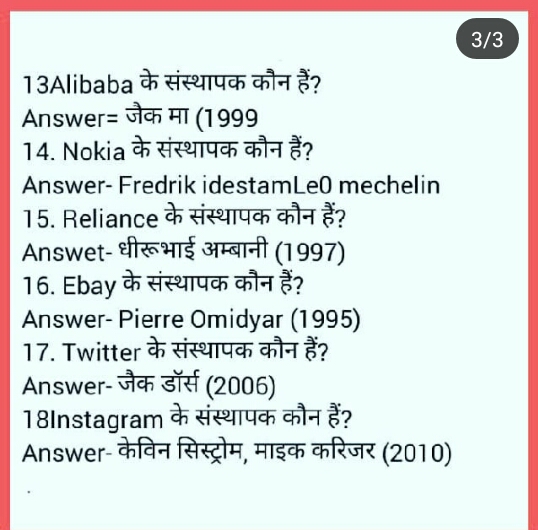 3/3
13Alibaba के संस्थापक कौन हैं?
Answer= जैक मा (1999
14. Nokia के संस्थापक कौन हैं?
Answer- Fredrik idestamLe0 mechelin
15. Reliance के संस्थापक कौन हैं?
Answet- धीरूभाई अम्बानी (1997)
16. Ebay के संस्थापक कौन हैं?
Answer- Pierre Omidyar (1995)
17. Twitter के संस्थापक कौन हैं?
Answer- जैक डॉर्स (2006)
18Instagram के संस्थापक कौन हैं?
Answer- केविन सिस्ट्रोम, माइक करिजर (2010)